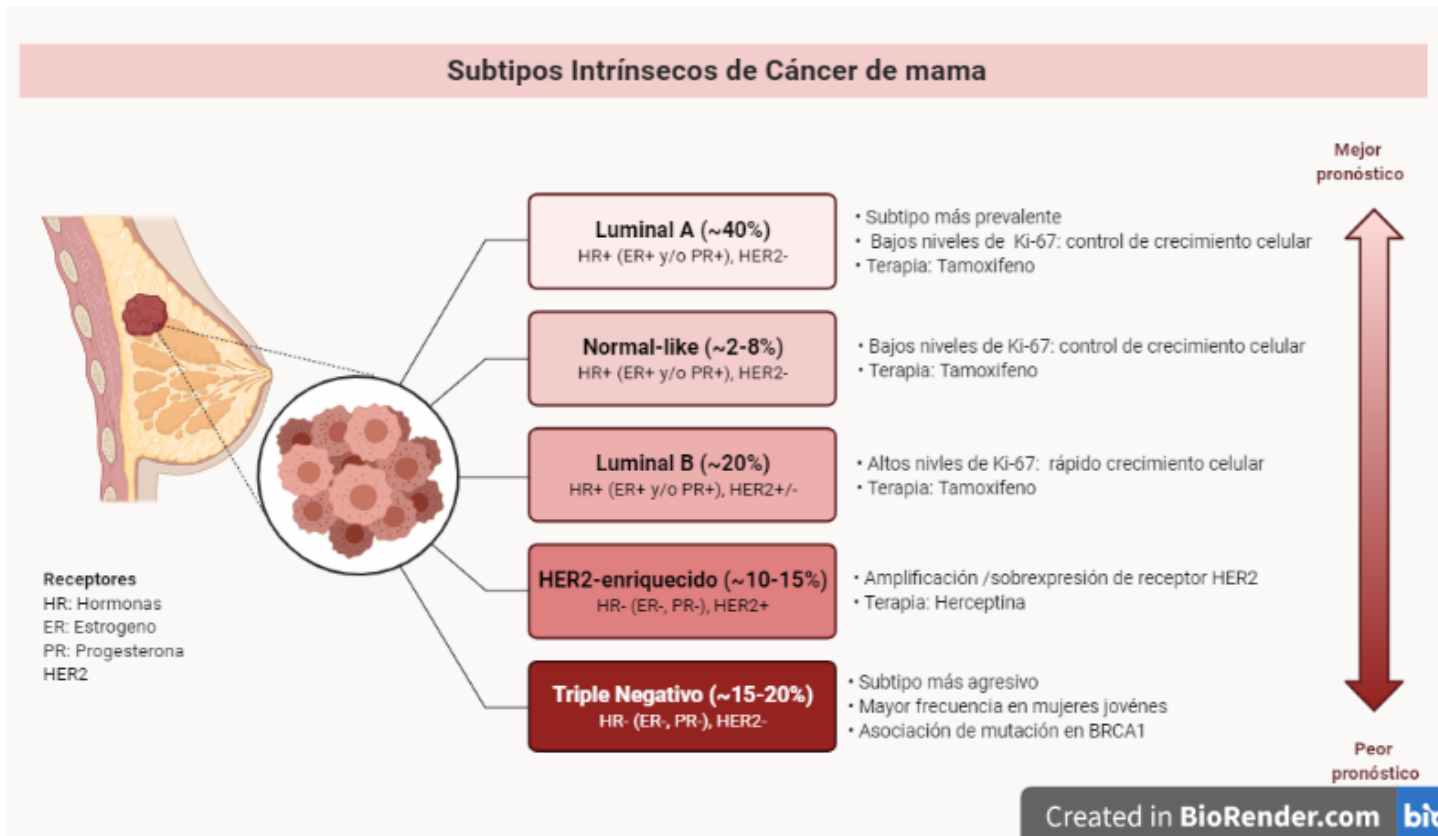 Subtipos Intrínsecos de Cáncer de mama
Mejor
pronóstico
Luminal A (~40%)
HR+ (ER+ y/o PR+), HER2-
• Subtipo más prevalente
• Bajos niveles de Ki-67: control de crecimiento celular
• Terapia: Tamoxifeno
Normal-like (~2-8%)
HR+ (ER+ y/o PR+), HER2-
• Bajos niveles de Ki-67: control de crecimiento celular
• Terapia: Tamoxifeno
Luminal B (~20%)
HR+ (ER+ y/o PR+), HER2+/-
• Altos nivles de Ki-67: rápido crecimiento celular
• Terapia: Tamoxifeno
HER2-enriquecido (~10-15%)
HR- (ER-, PR-), HER2+
• Amplificación /sobrexpresión de receptor HER2
• Terapia: Herceptina
Triple Negativo (~15-20%)
HR- (ER-, PR-), HER2-
• Subtipo más agresivo
• Mayor frecuencia en mujeres jovénes
• Asociación de mutación en BRCA1
Receptores
HR: Hormonas
ER: Estrogeno
PR: Progesterona
HER2
Peor
pronóstico
Created in BioRender.com bio